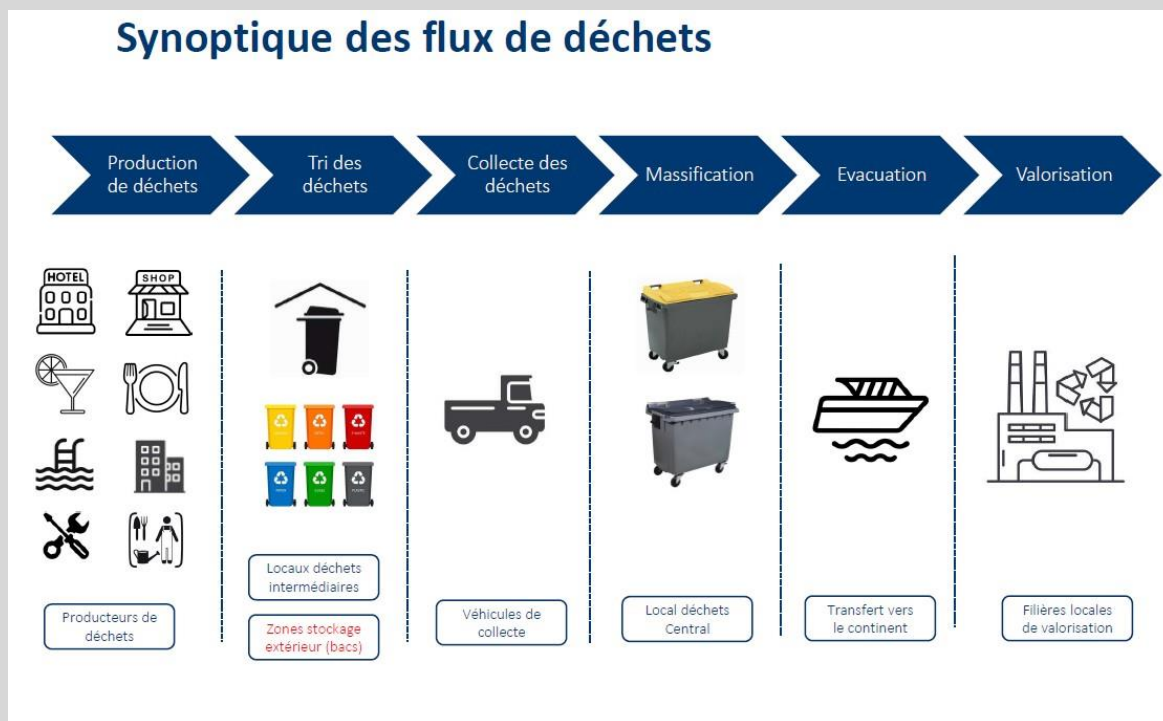 Synoptique des flux de déchets
Production
de déchets
Tri des
déchets
Collecte des
déchets
Massification
Evacuation
Valorisation
HOTEL
SHOP
Locaux déchets
intermédiaires
Zones stockage
extérieur (bacs)
Producteurs de
déchets
Véhicules de
collecte
Local déchets
Central
Transfert vers
le continent
Filières locales
de valorisation